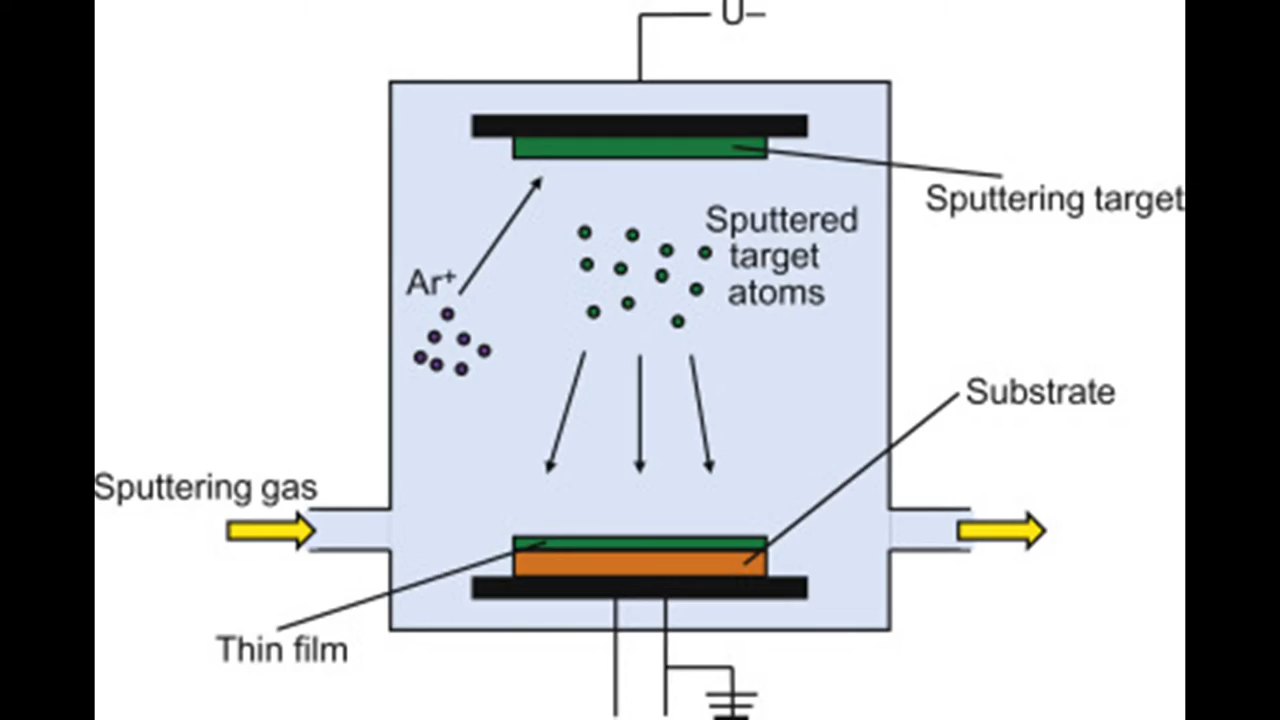 U–
Sputtering target
Sputtered
target
atoms
Ar⁺
Substrate
Sputtering gas
Thin film